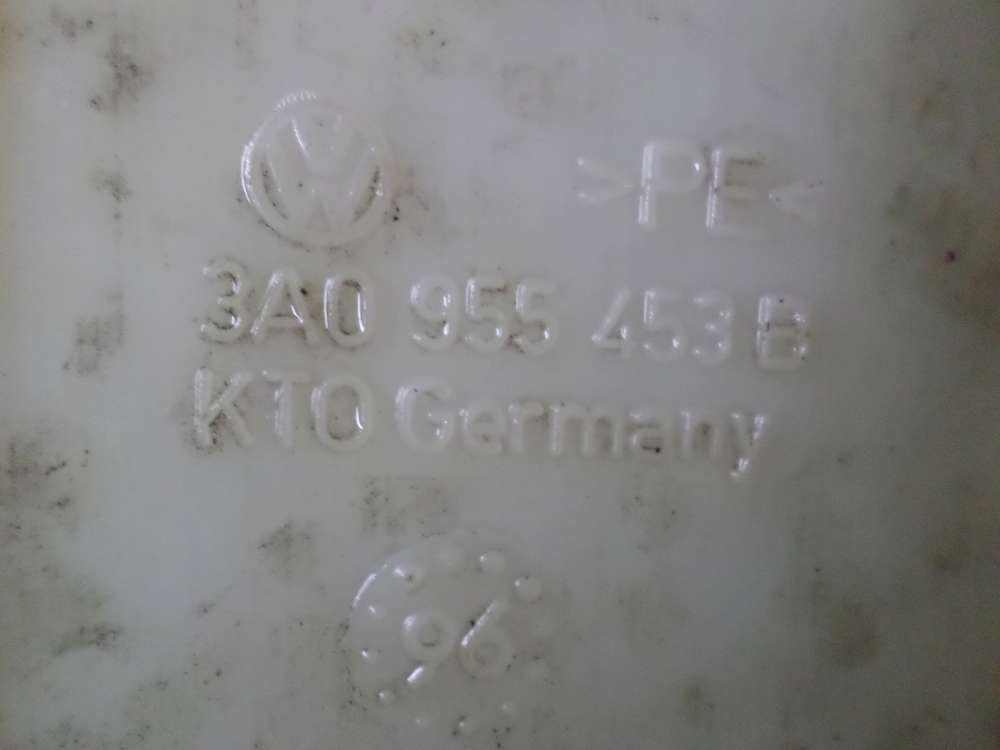 >PE<
3A0 955 453 B
KTO Germany
96